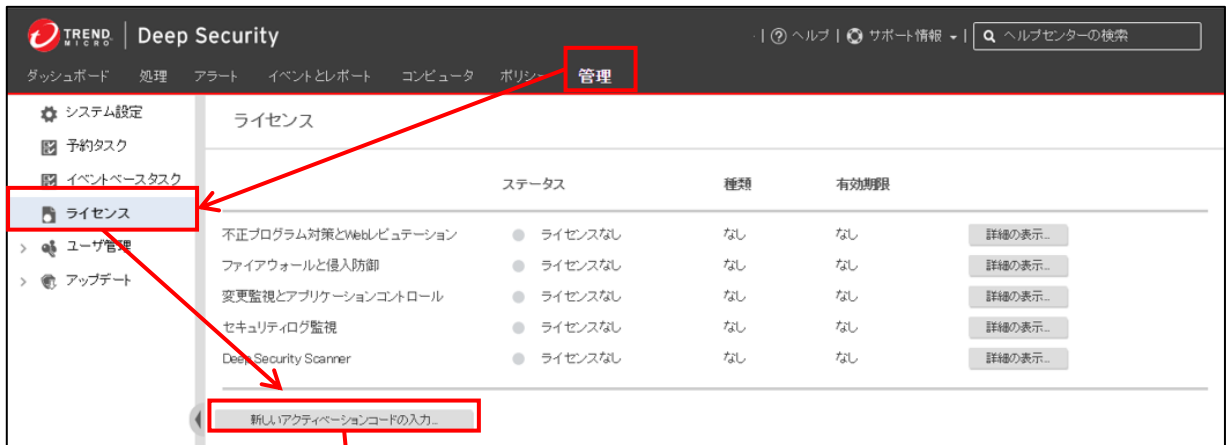 TREND MICRO | Deep Security
| ヘルプ | サポート情報 | ヘルプセンターの検索
ダッシュボード 処理 アラート イベントとレポート コンピュータ ポリシー 管理
システム設定
ライセンス
予約タスク
イベントベースタスク
ステータス 種類 有効期限
ライセンス
不正プログラム対策とWebレピュテーション ライセンスなし なし なし 詳細の表示...
ユーザ管理
ファイアウォールと侵入防御 ライセンスなし なし なし 詳細の表示...
アップデート
変更監視とアプリケーションコントロール ライセンスなし なし なし 詳細の表示...
セキュリティログ監視 ライセンスなし なし なし 詳細の表示...
Deep Security Scanner ライセンスなし なし なし 詳細の表示...
新しいアクティベーションコードの入力...